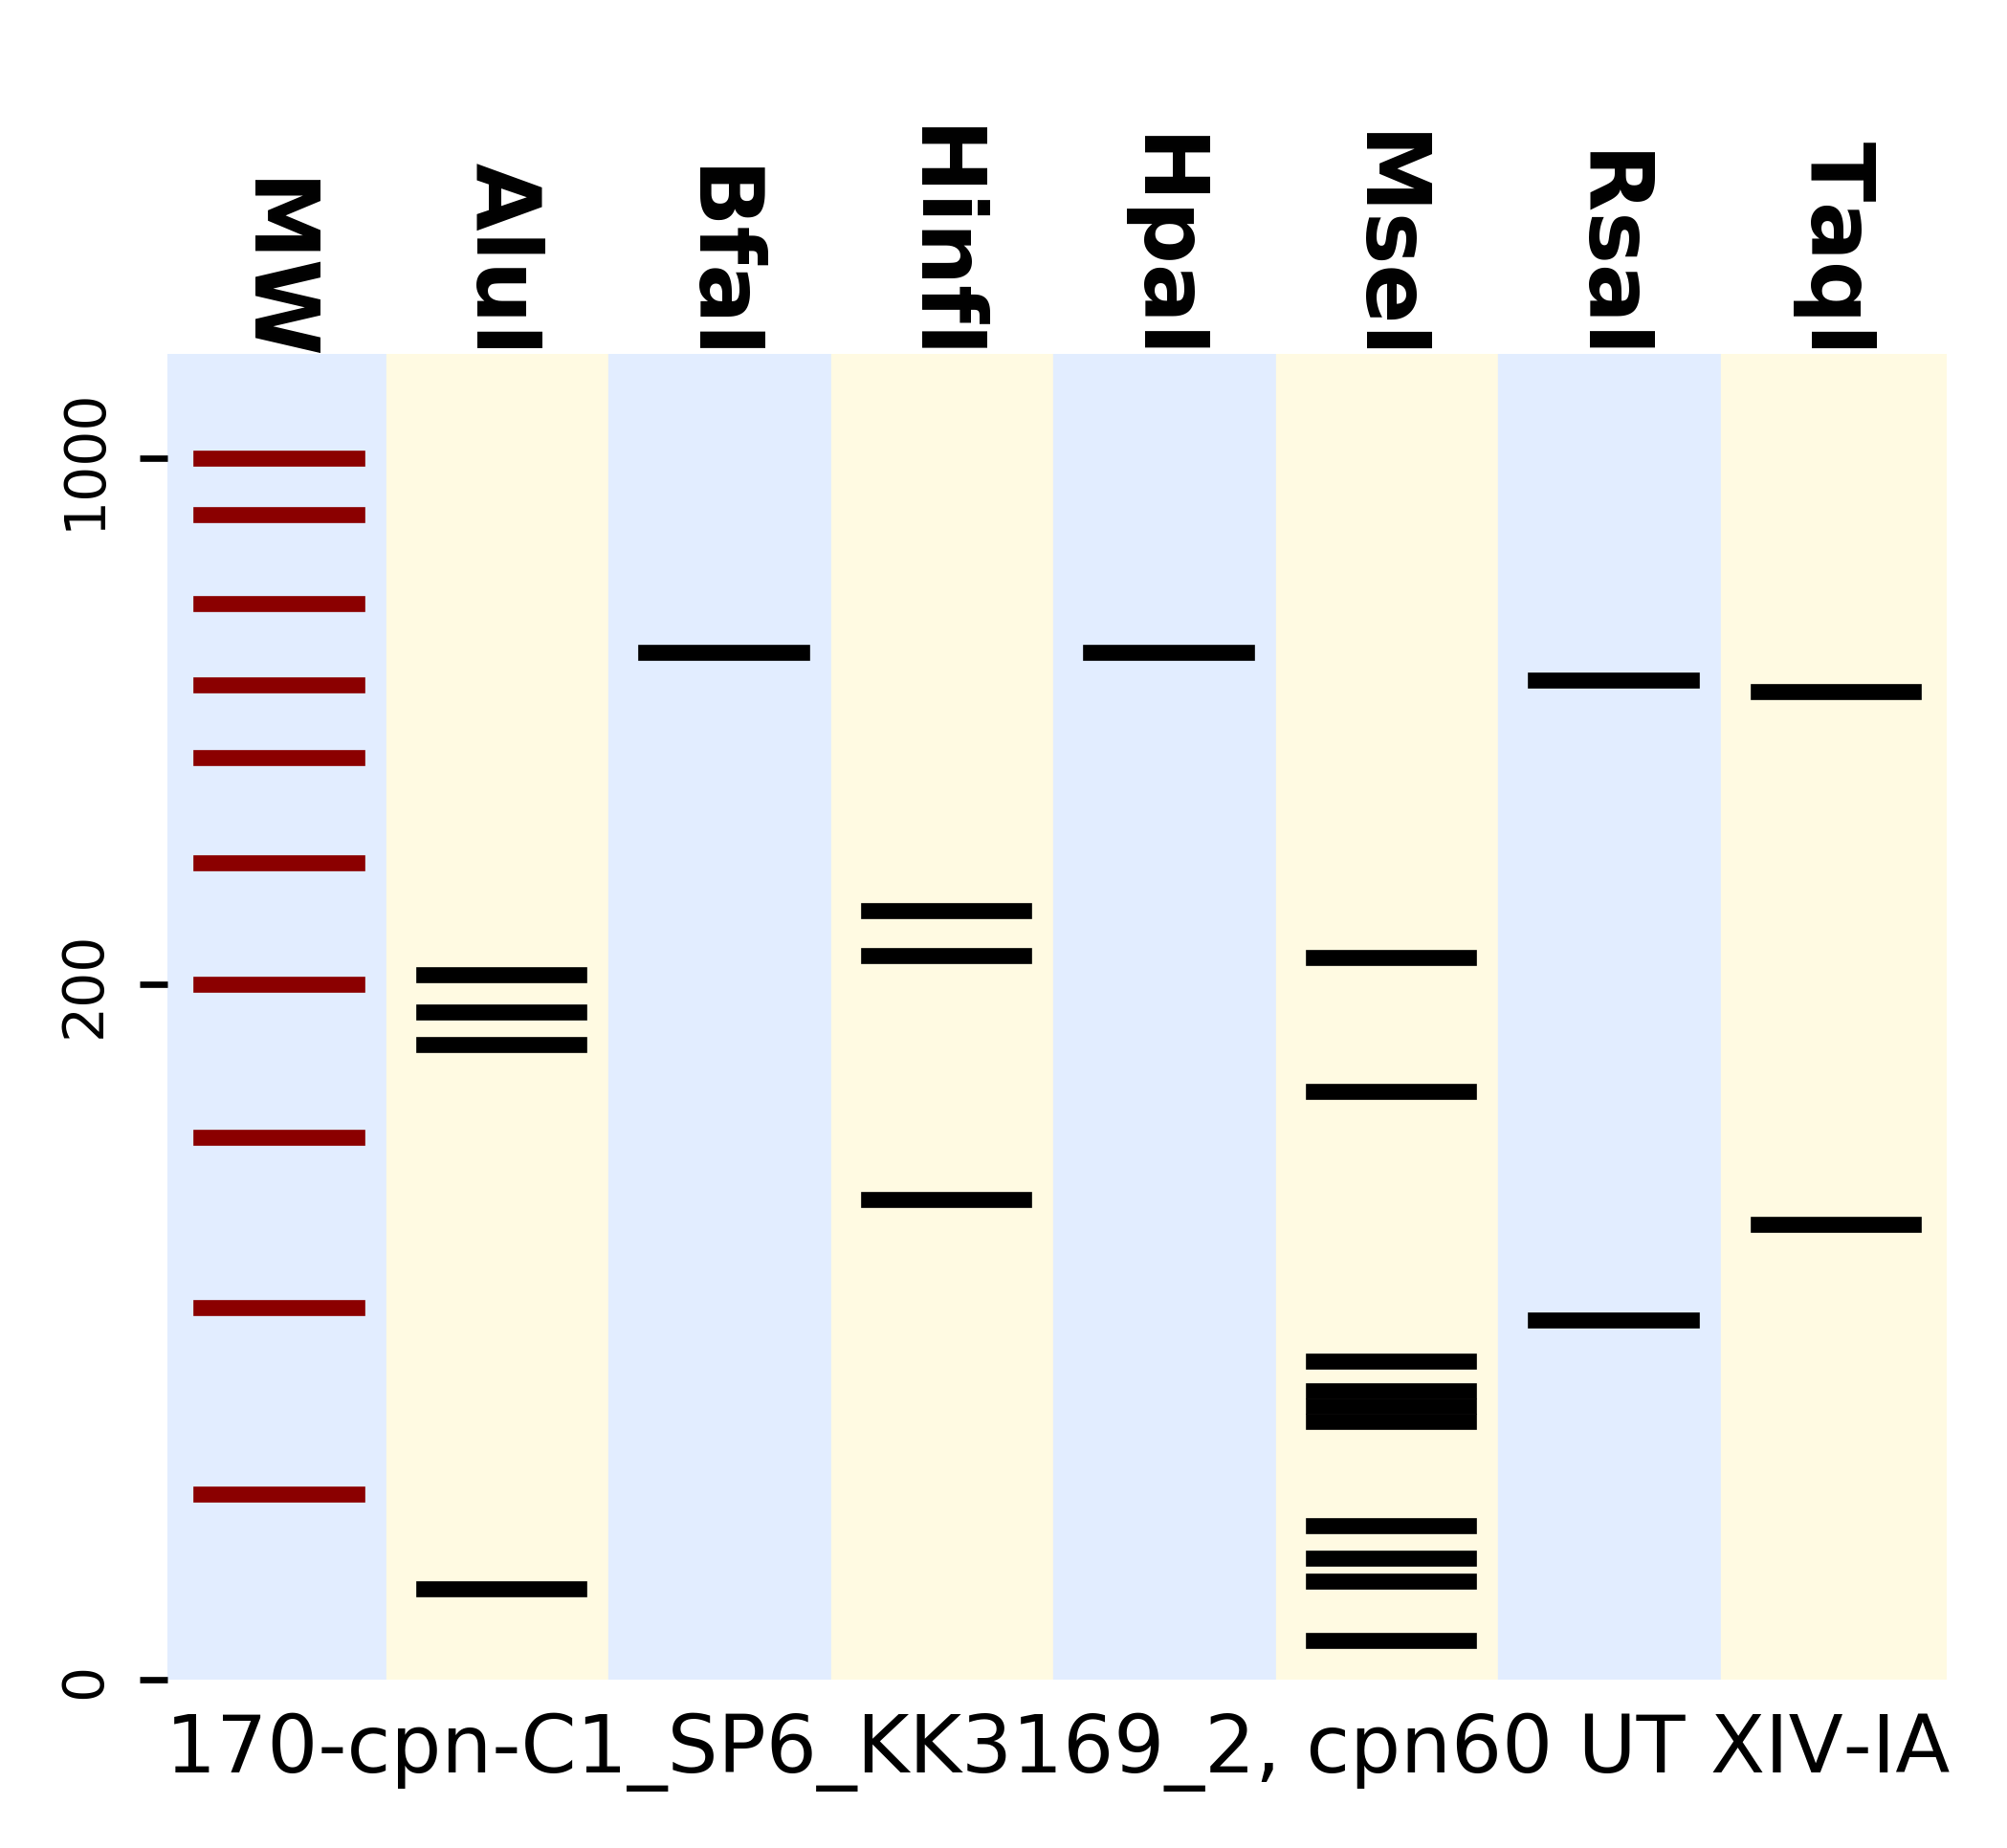 MW
AluI
BfaI
HinfI
HpaI
MseI
RsaI
TaqI
1000
200
0
170-cpn-C1_SP6_KK3169_2, cpn60 UT XIV-IA